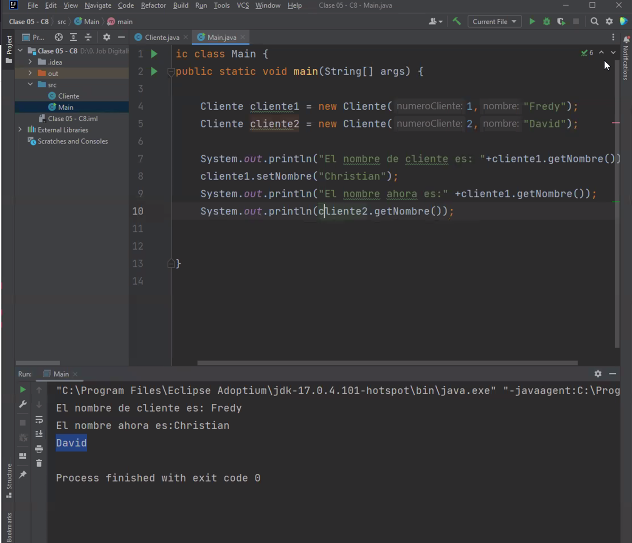 File Edit View Navigate Code Refactor Build Run Tools VCS Window Help Clase 05 - C8 - Main.java
Clase 05 - C8 src Main main Current File
Project
Pr...
Cliente.java Main.java
Clase 05 - C8 D:\0. Job Digital
.idea
out
src
Cliente
Main
Clase 05 - C8.iml
External Libraries
Scratches and Consoles
6
Notifications
1 ic class Main {
2 public static void main(String[] args) {
3
4 Cliente cliente1 = new Cliente( numeroCliente: 1, nombre: "Fredy");
5 Cliente cliente2 = new Cliente( numeroCliente: 2, nombre: "David");
6
7 System.out.println("El nombre de cliente es: "+cliente1.getNombre())
8 cliente1.setNombre("Christian");
9 System.out.println("El nombre ahora es:" +cliente1.getNombre());
10 System.out.println(cliente2.getNombre());
11
12
13 }
14
Run: Main
"C:\Program Files\Eclipse Adoptium\jdk-17.0.4.101-hotspot\bin\java.exe" "-javaagent:C:\Prog
El nombre de cliente es: Fredy
El nombre ahora es:Christian
David
Process finished with exit code 0
Structure
Bookmarks